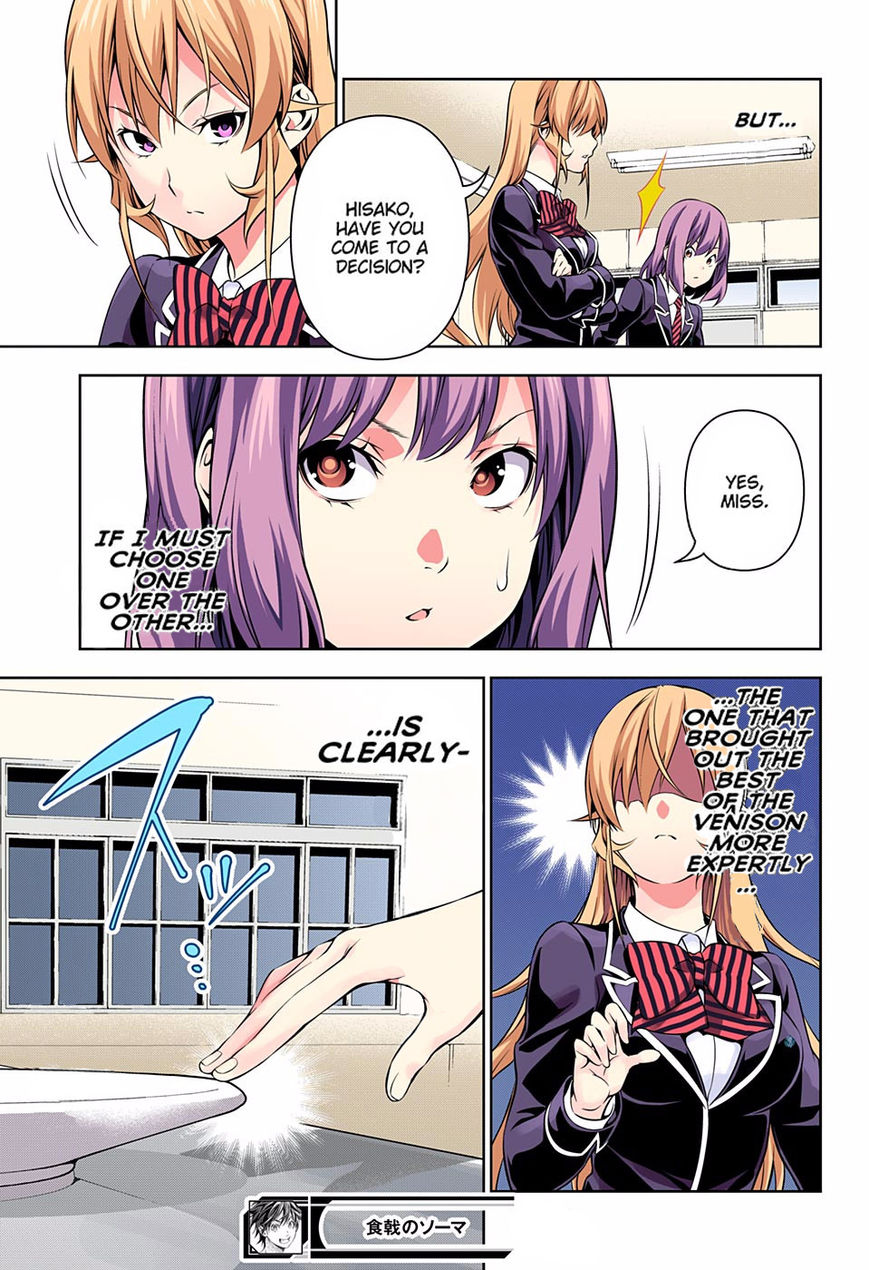 BUT...
HISAKO,
HAVE YOU
COME TO A
DECISION?
YES,
MISS.
IF I MUST
CHOOSE
ONE
OVER THE
OTHER...
...THE
ONE THAT
BROUGHT
OUT THE
BEST
OF THE
VENISON
MORE
EXPERTLY
...
...IS
CLEARLY-
スッ…
食戟のソーマ